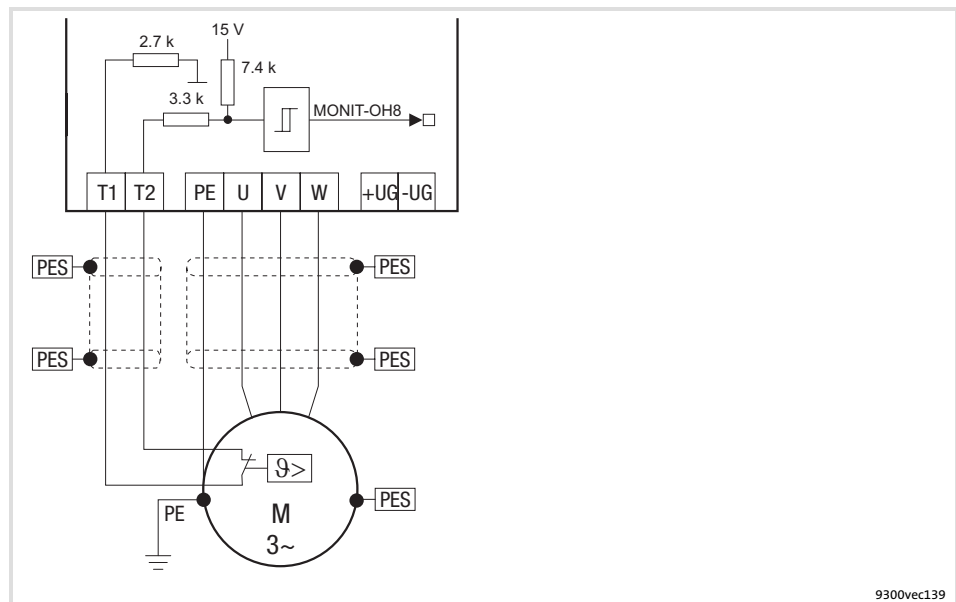 15 V
2.7 k
7.4 k
3.3 k
MONIT-OH8
T1 T2 PE U V W +UG -UG
PES PES
PES PES
ϑ>
PES
PE
M
3~
9300vec139